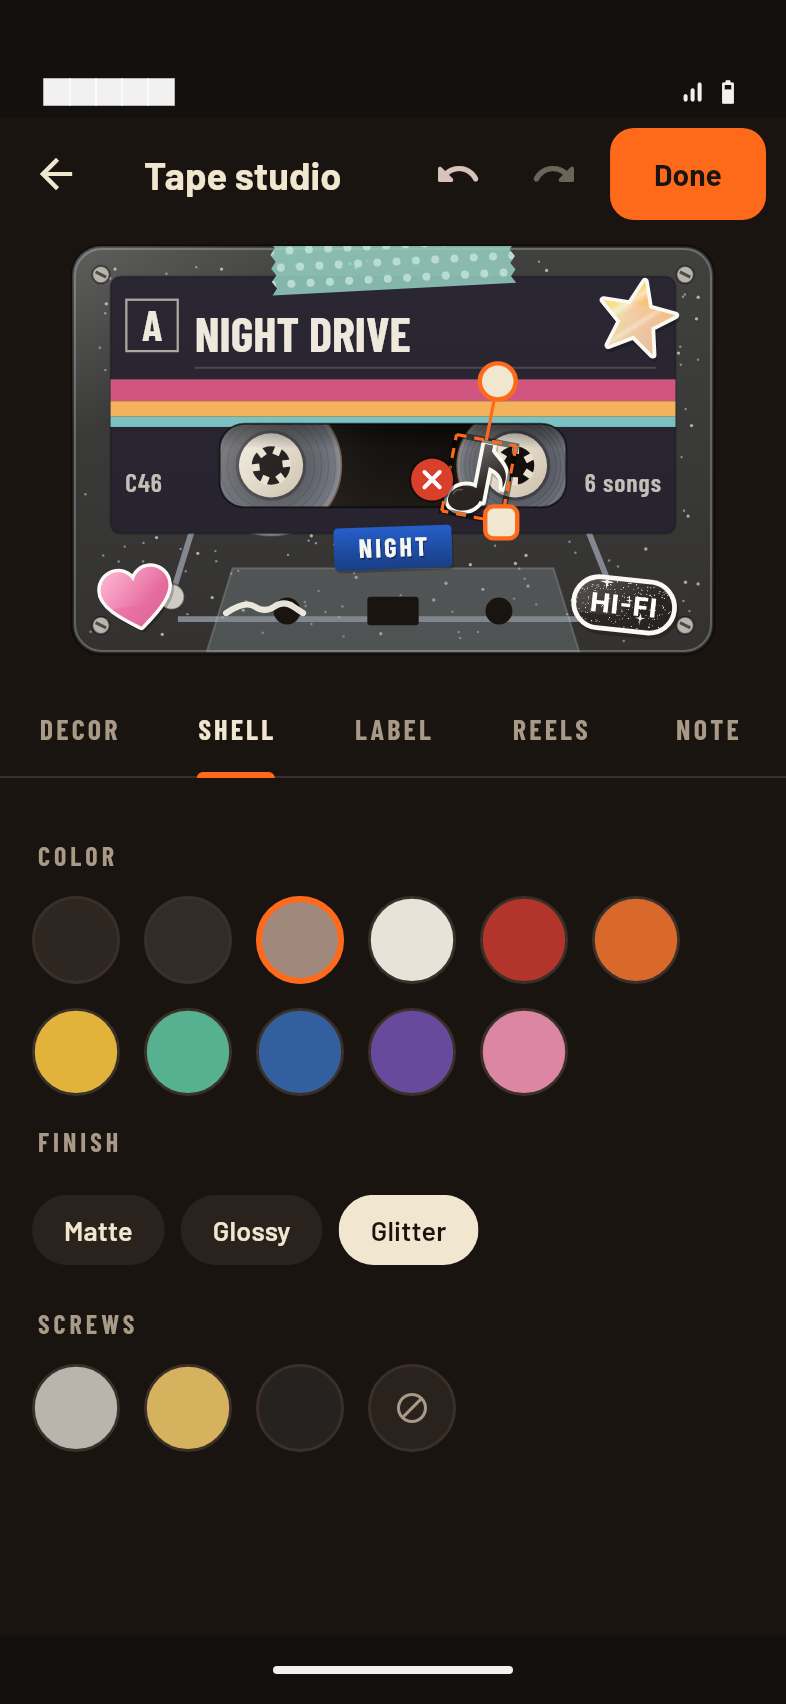 Tape studio
Done
A
NIGHT DRIVE
C46
6 songs
NIGHT
HI-FI
DECOR
SHELL
LABEL
REELS
NOTE
COLOR
FINISH
Matte
Glossy
Glitter
SCREWS